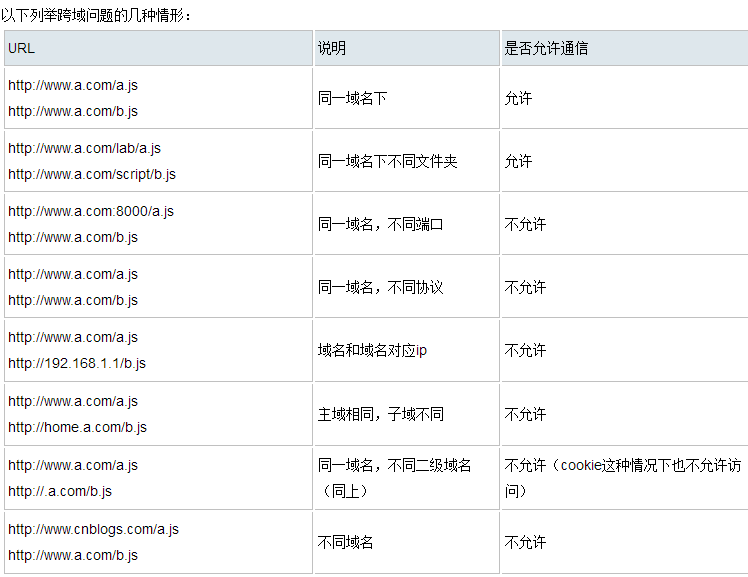 以下列举跨域问题的几种情形：
URL 说明 是否允许通信
http://www.a.com/a.js
http://www.a.com/b.js
同一域名下
允许
http://www.a.com/lab/a.js
http://www.a.com/script/b.js
同一域名下不同文件夹
允许
http://www.a.com:8000/a.js
http://www.a.com/b.js
同一域名，不同端口
不允许
http://www.a.com/a.js
http://www.a.com/b.js
同一域名，不同协议
不允许
http://www.a.com/a.js
http://192.168.1.1/b.js
域名和域名对应ip
不允许
http://www.a.com/a.js
http://home.a.com/b.js
主域相同，子域不同
不允许
http://www.a.com/a.js
http://.a.com/b.js
同一域名，不同二级域名
（同上）
不允许（cookie这种情况下也不允许访
问）
http://www.cnblogs.com/a.js
http://www.a.com/b.js
不同域名
不允许